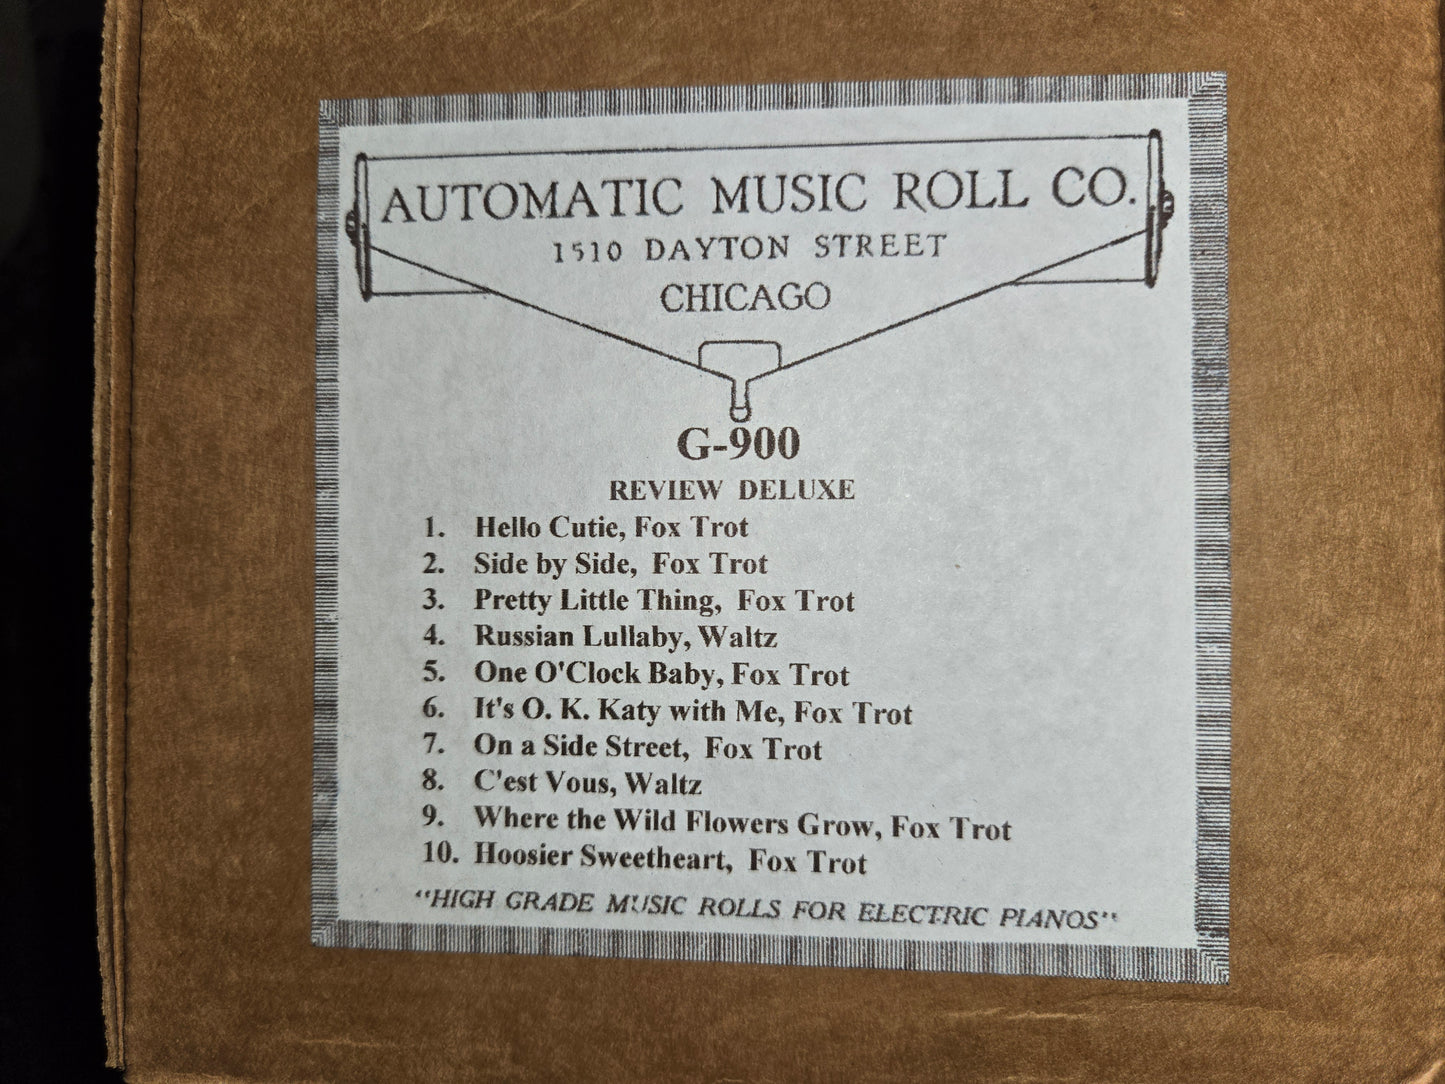 AUTOMATIC MUSIC ROLL CO.
1510 DAYTON STREET
CHICAGO
G-900
REVIEW DELUXE
1. Hello Cutie, Fox Trot
2. Side by Side, Fox Trot
3. Pretty Little Thing, Fox Trot
4. Russian Lullaby, Waltz
5. One O'Clock Baby, Fox Trot
6. It's O. K. Katy with Me, Fox Trot
7. On a Side Street, Fox Trot
8. C'est Vous, Waltz
9. Where the Wild Flowers Grow, Fox Trot
10. Hoosier Sweetheart, Fox Trot
"HIGH GRADE MUSIC ROLLS FOR ELECTRIC PIANOS"